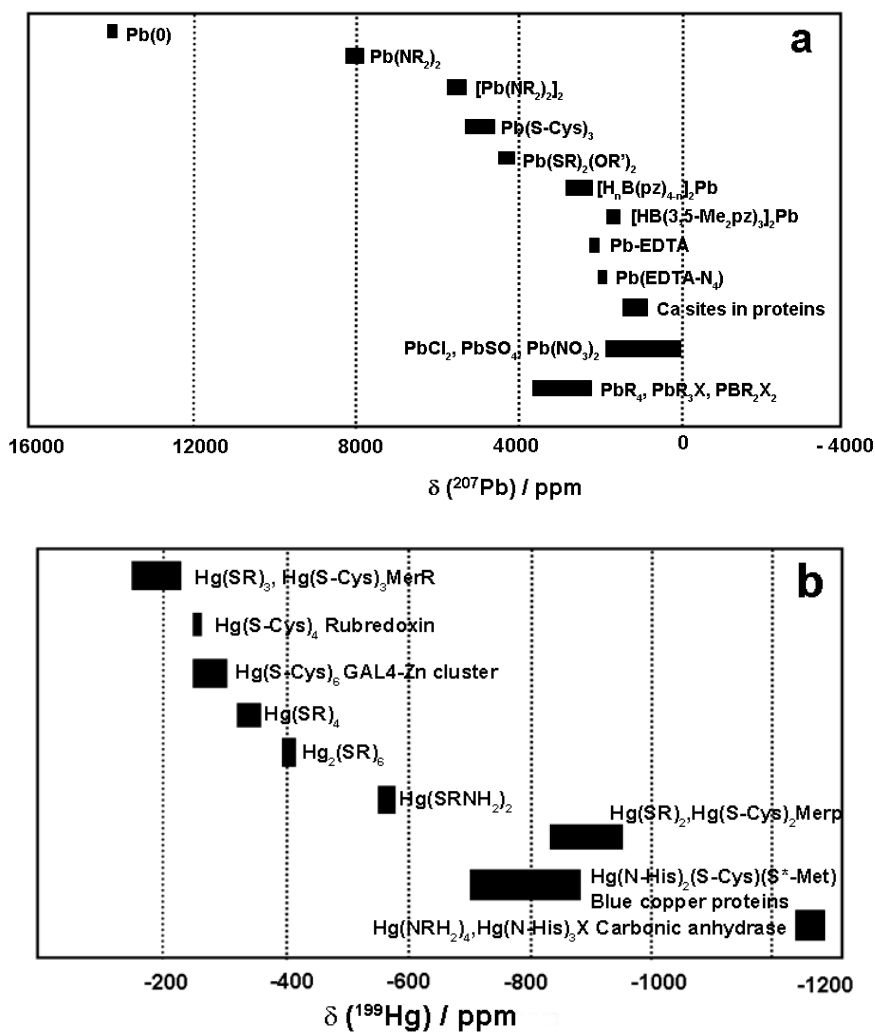 a
Pb(0)
Pb(NR₂)₂
[Pb(NR₂)₂]₂
Pb(S-Cys)₃
Pb(SR)₂(OR')₂
[HₙB(pz)₄₋ₙ]₂Pb
[HB(3,5-Me₂pz)₃]₂Pb
Pb-EDTA
Pb(EDTA-N₄)
Ca sites in proteins
PbCl₂, PbSO₄, Pb(NO₃)₂
PbR₄, PbR₃X, PBR₂X₂
16000 12000 8000 4000 0 -4000
δ (²⁰⁷Pb) / ppm
b
Hg(SR)₃, Hg(S-Cys)₃MerR
Hg(S-Cys)₄ Rubredoxin
Hg(S-Cys)₆ GAL4-Zn cluster
Hg(SR)₄
Hg₂(SR)₆
Hg(SRNH₂)₂
Hg(SR)₂,Hg(S-Cys)₂Merp
Hg(N-His)₂(S-Cys)(S*-Met)
Blue copper proteins
Hg(NRH₂)₄,Hg(N-His)₃X Carbonic anhydrase
-200 -400 -600 -800 -1000 -1200
δ (¹⁹⁹Hg) / ppm